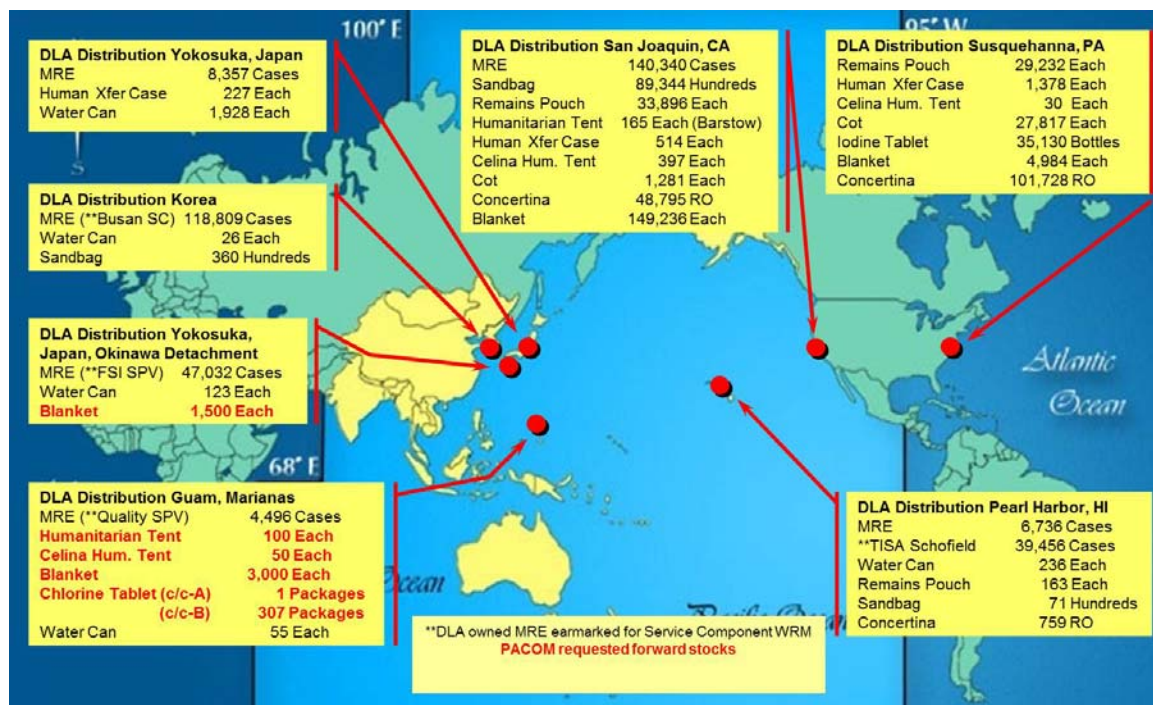 100° E
95° W
DLA Distribution Yokosuka, Japan
MRE 8,357 Cases
Human Xfer Case 227 Each
Water Can 1,928 Each
DLA Distribution San Joaquin, CA
MRE 140,340 Cases
Sandbag 89,344 Hundreds
Remains Pouch 33,896 Each
Humanitarian Tent 165 Each (Barstow)
Human Xfer Case 514 Each
Celina Hum. Tent 397 Each
Cot 1,281 Each
Concertina 48,795 RO
Blanket 149,236 Each
DLA Distribution Susquehanna, PA
Remains Pouch 29,232 Each
Human Xfer Case 1,378 Each
Celina Hum. Tent 30 Each
Cot 27,817 Each
Iodine Tablet 35,130 Bottles
Blanket 4,984 Each
Concertina 101,728 RO
S
DLA Distribution Korea
MRE (**Busan SC) 118,809 Cases
Water Can 26 Each
Sandbag 360 Hundreds
DLA Distribution Yokosuka,
Japan, Okinawa Detachment
MRE (**FSI SPV) 47,032 Cases
Water Can 123 Each
Blanket 1,500 Each
Atlantic
Ocean
68° E
DLA Distribution Guam, Marianas
MRE (**Quality SPV) 4,496 Cases
Humanitarian Tent 100 Each
Celina Hum. Tent 50 Each
Blanket 3,000 Each
Chlorine Tablet (c/c-A) 1 Packages
(c/c-B) 307 Packages
Water Can 55 Each
DLA Distribution Pearl Harbor, HI
MRE 6,736 Cases
**TISA Schofield 39,456 Cases
Water Can 236 Each
Remains Pouch 163 Each
Sandbag 71 Hundreds
Concertina 759 RO
Ocean
Pacific Ocean
**DLA owned MRE earmarked for Service Component WRM
PACOM requested forward stocks